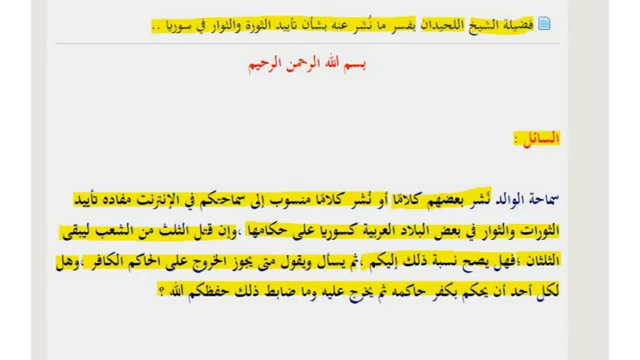 فضيلة الشيخ اللحيدان يفسر ما نُشر عنه بشأن تأييد الثورة والثوار في سوريا ..
بسم الله الرحمن الرحيم
السائل :
سماحة الوالد نَشر بعضهم كلامًا أو نُشر كلامًا منسوب إلى سماحتكم في الإنترنت مفاده تأييد
الثورات والثوار في بعض البلاد العربية كسوريا على حكامها ،وإن قتل الثلث من الشعب ليبقى
الثلثان ؛فهل يصح نسبة ذلك إليكم ؛ثم يسأل ويقول متى يجوز الخروج على الحاكم الكافر ،وهل
لكل أحد أن يحكم بكفر حاكمه ثم يخرج عليه وما ضابط ذلك حفظكم الله ؟